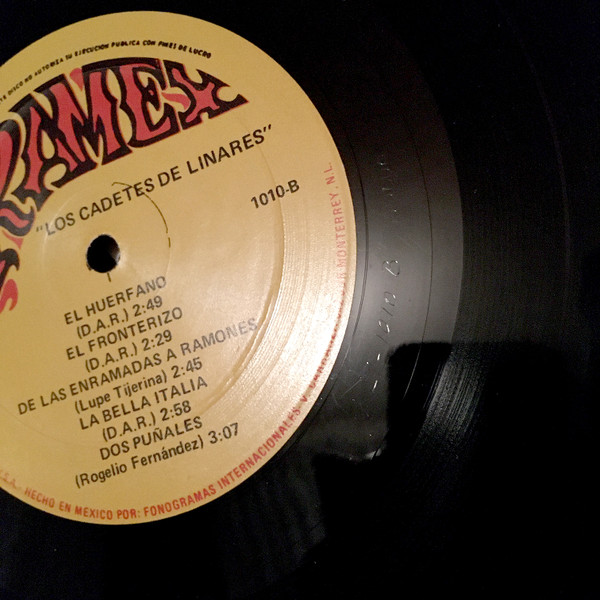 DISCO NO AUTORIZA SU EJECUCION PUBLICA CON FINES DE LUCRO
RAMEX
"LOS CADETES DE LINARES"
1010-B
EL HUERFANO
(D.A.R.) 2:49
EL FRONTERIZO
(D.A.R.) 2:29
DE LAS ENRAMADAS A RAMONES
(Lupe Tijerina) 2:45
LA BELLA ITALIA
(D.A.R.) 2:58
DOS PUÑALES
(Rogelio Fernández) 3:07
HECHO EN MEXICO POR: FONOGRAMAS INTERNACIONALES V. CARRANZA
MONTERREY, N.L.
1010 B